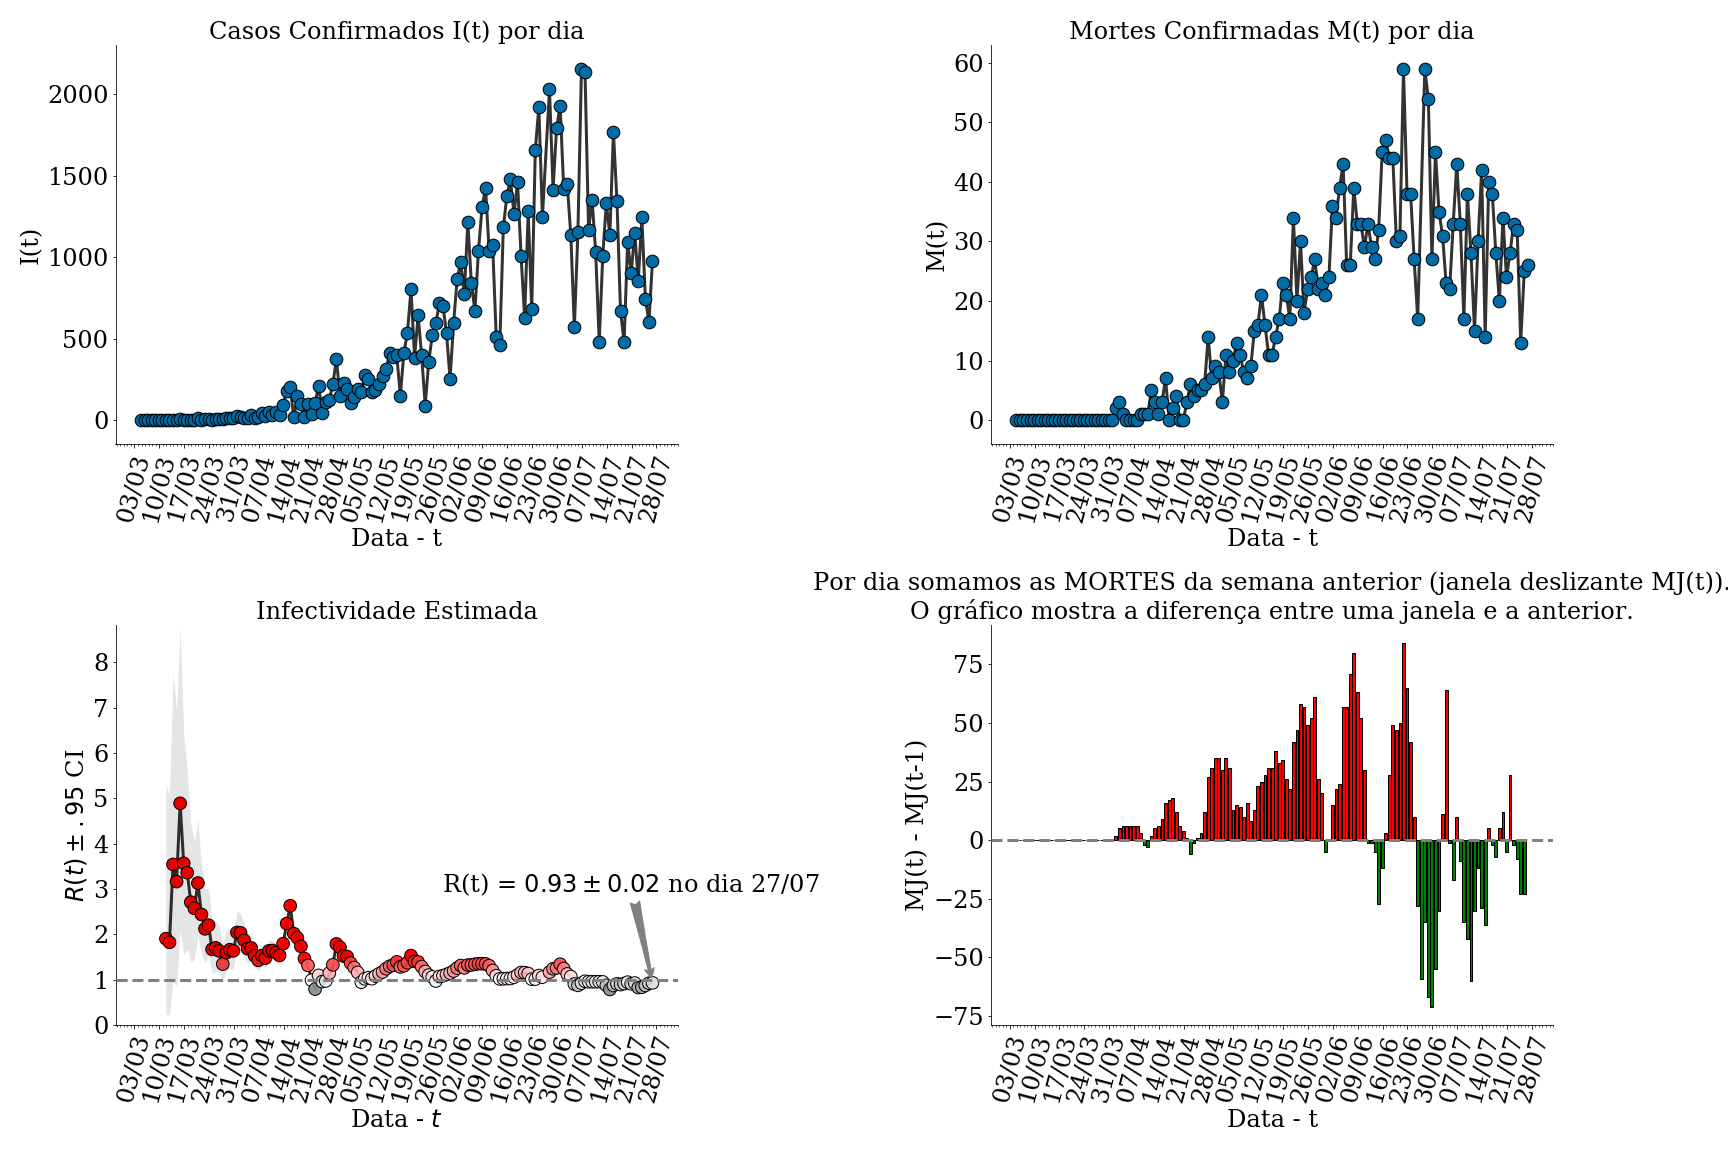 Casos Confirmados I(t) por dia
I(t)
2000
1500
1000
500
0
03/03 10/03 17/03 24/03 31/03 07/04 14/04 21/04 28/04 05/05 12/05 19/05 26/05 02/06 09/06 16/06 23/06 30/06 07/07 14/07 21/07 28/07
Data - t
Mortes Confirmadas M(t) por dia
M(t)
60
50
40
30
20
10
0
03/03 10/03 17/03 24/03 31/03 07/04 14/04 21/04 28/04 05/05 12/05 19/05 26/05 02/06 09/06 16/06 23/06 30/06 07/07 14/07 21/07 28/07
Data - t
Infectividade Estimada
R(t) ± .95 CI
8
7
6
5
4
3
2
1
0
R(t) = 0.93 ± 0.02 no dia 27/07
03/03 10/03 17/03 24/03 31/03 07/04 14/04 21/04 28/04 05/05 12/05 19/05 26/05 02/06 09/06 16/06 23/06 30/06 07/07 14/07 21/07 28/07
Data - t
Por dia somamos as MORTES da semana anterior (janela deslizante MJ(t)).
O gráfico mostra a diferença entre uma janela e a anterior.
MJ(t) - MJ(t-1)
75
50
25
0
−25
−50
−75
03/03 10/03 17/03 24/03 31/03 07/04 14/04 21/04 28/04 05/05 12/05 19/05 26/05 02/06 09/06 16/06 23/06 30/06 07/07 14/07 21/07 28/07
Data - t